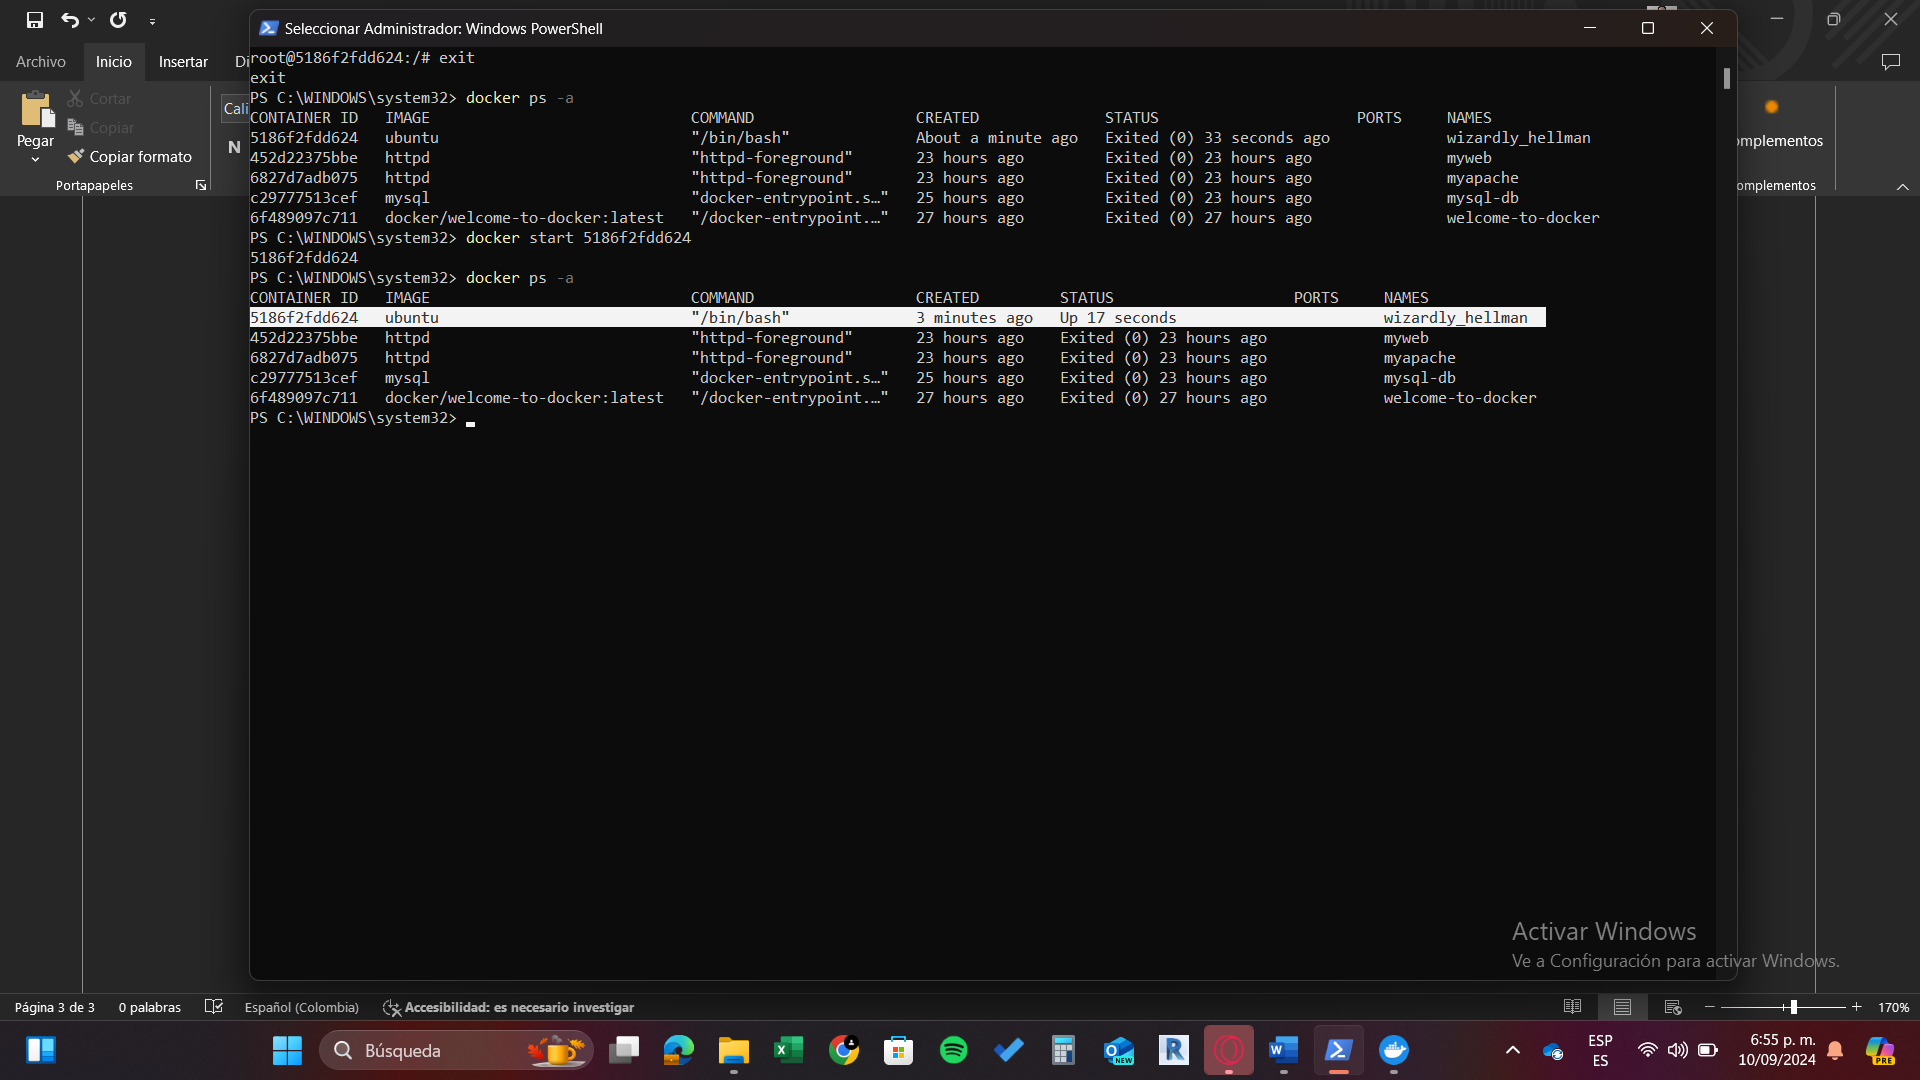 Seleccionar Administrador: Windows PowerShell
Archivo Inicio Insertar Di
Pegar
Cortar
Copiar
Copiar formato
Portapapeles
Cali
N
omplementos
omplementos
root@5186f2fdd624:/# exit
exit
PS C:\WINDOWS\system32> docker ps -a
CONTAINER ID IMAGE COMMAND CREATED STATUS PORTS NAMES
5186f2fdd624 ubuntu "/bin/bash" About a minute ago Exited (0) 33 seconds ago wizardly_hellman
452d22375bbe httpd "httpd-foreground" 23 hours ago Exited (0) 23 hours ago myweb
6827d7adb075 httpd "httpd-foreground" 23 hours ago Exited (0) 23 hours ago myapache
c29777513cef mysql "docker-entrypoint.s…" 25 hours ago Exited (0) 23 hours ago mysql-db
6f489097c711 docker/welcome-to-docker:latest "/docker-entrypoint.…" 27 hours ago Exited (0) 27 hours ago welcome-to-docker
PS C:\WINDOWS\system32> docker start 5186f2fdd624
5186f2fdd624
PS C:\WINDOWS\system32> docker ps -a
CONTAINER ID IMAGE COMMAND CREATED STATUS PORTS NAMES
5186f2fdd624 ubuntu "/bin/bash" 3 minutes ago Up 17 seconds wizardly_hellman
452d22375bbe httpd "httpd-foreground" 23 hours ago Exited (0) 23 hours ago myweb
6827d7adb075 httpd "httpd-foreground" 23 hours ago Exited (0) 23 hours ago myapache
c29777513cef mysql "docker-entrypoint.s…" 25 hours ago Exited (0) 23 hours ago mysql-db
6f489097c711 docker/welcome-to-docker:latest "/docker-entrypoint.…" 27 hours ago Exited (0) 27 hours ago welcome-to-docker
PS C:\WINDOWS\system32>
Activar Windows
Ve a Configuración para activar Windows.
Página 3 de 3 0 palabras Español (Colombia) Accesibilidad: es necesario investigar 170%
Búsqueda
NEW
ESP
ES
6:55 p. m.
10/09/2024
PRE